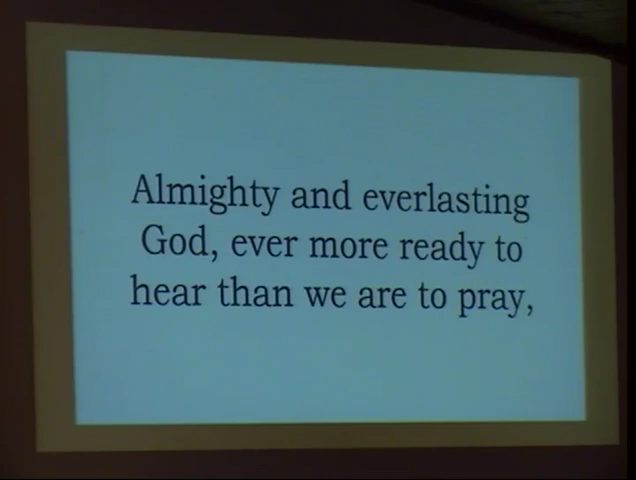 Almighty and everlasting
God, ever more ready to
hear than we are to pray,